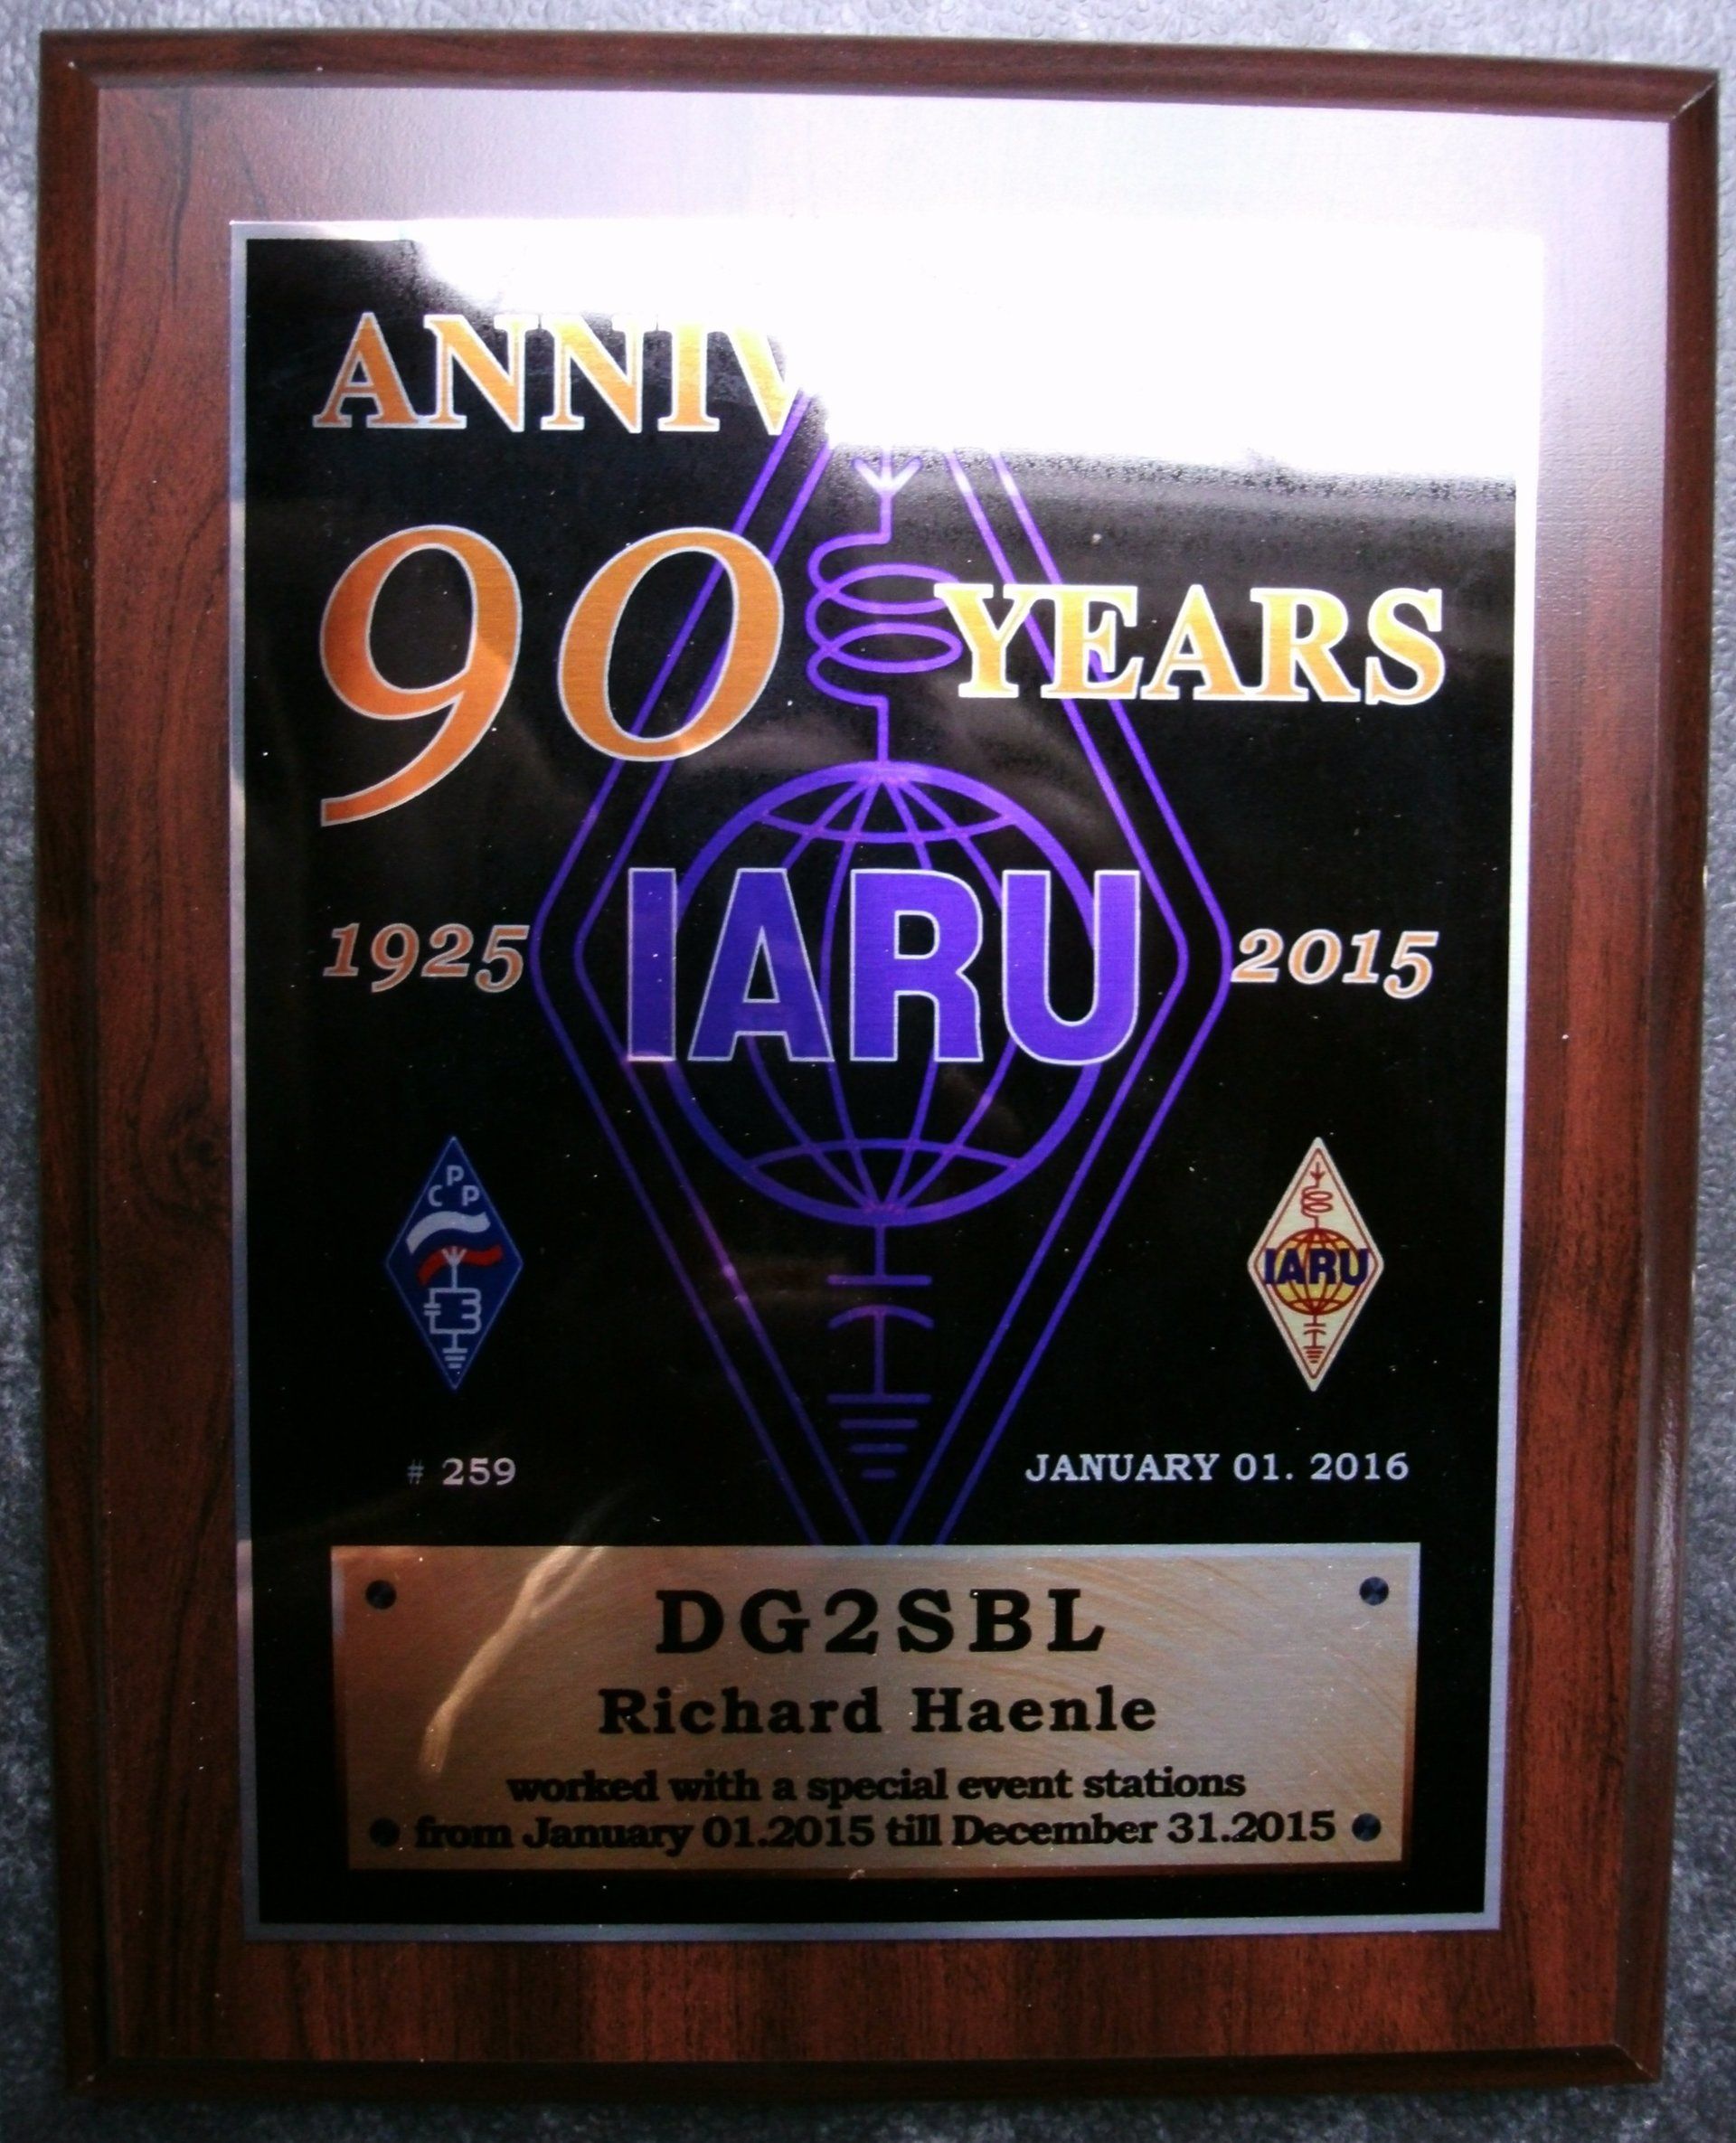 ANNIV
90 YEARS
1925 IARU 2015
СРР
IARU
# 259
JANUARY 01. 2016
DG2SBL
Richard Haenle
worked with a special event stations
from January 01.2015 till December 31.2015